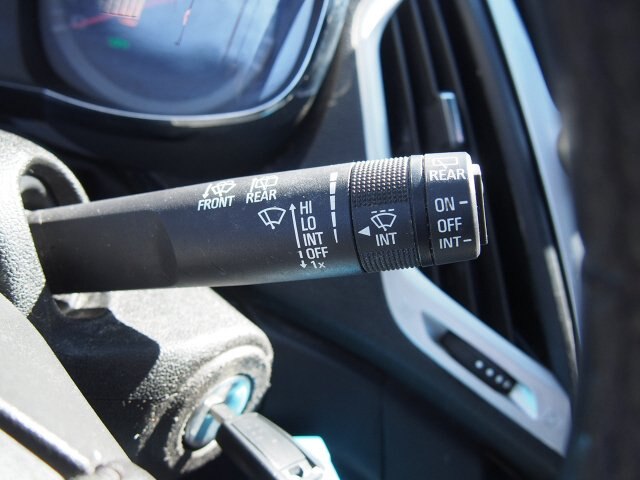 FRONT
REAR
HI
LO
INT
OFF
1x
INT
REAR
ON
OFF
INT